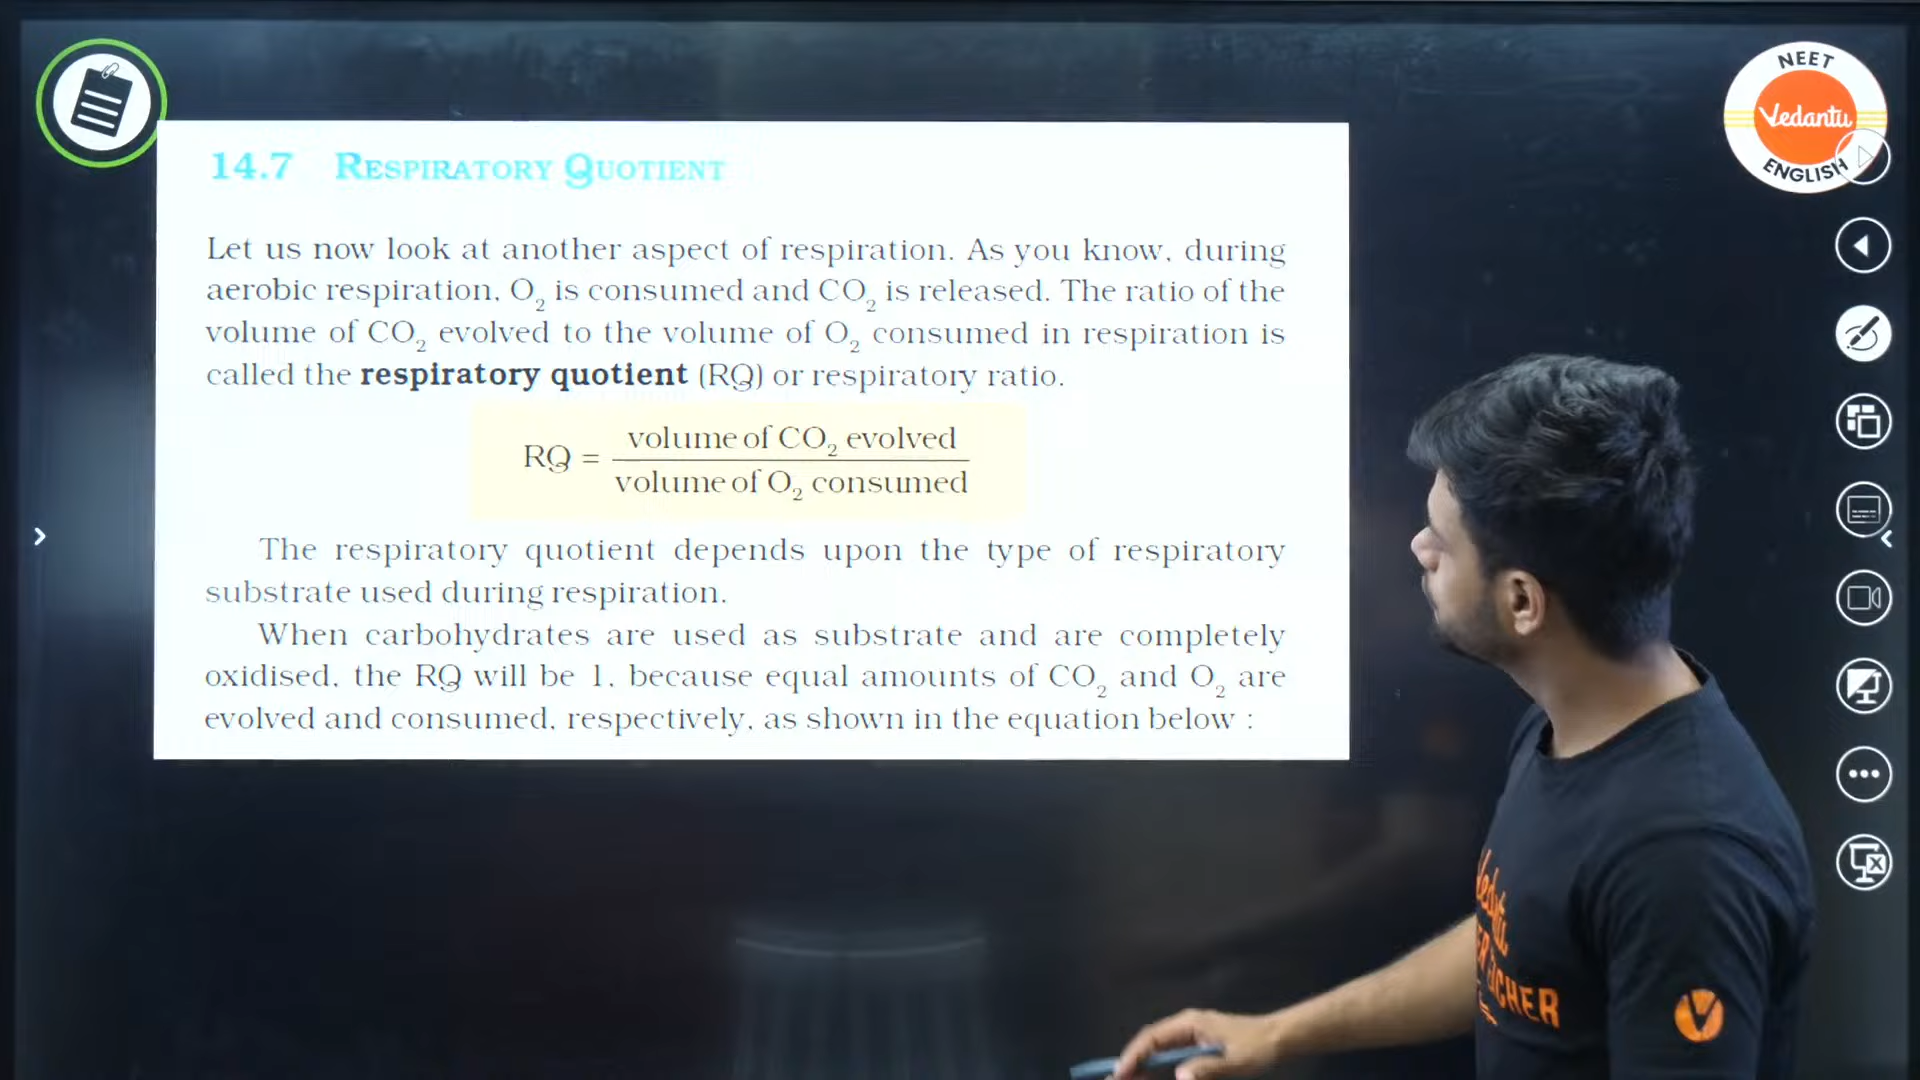 NEET
Vedantu
ENGLISH
14.7 RESPIRATORY QUOTIENT
Let us now look at another aspect of respiration. As you know, during
aerobic respiration, O₂ is consumed and CO₂ is released. The ratio of the
volume of CO₂ evolved to the volume of O₂ consumed in respiration is
called the respiratory quotient (RQ) or respiratory ratio.
RQ = volume of CO₂ evolved
volume of O₂ consumed
The respiratory quotient depends upon the type of respiratory
substrate used during respiration.
When carbohydrates are used as substrate and are completely
oxidised, the RQ will be 1, because equal amounts of CO₂ and O₂ are
evolved and consumed, respectively, as shown in the equation below :